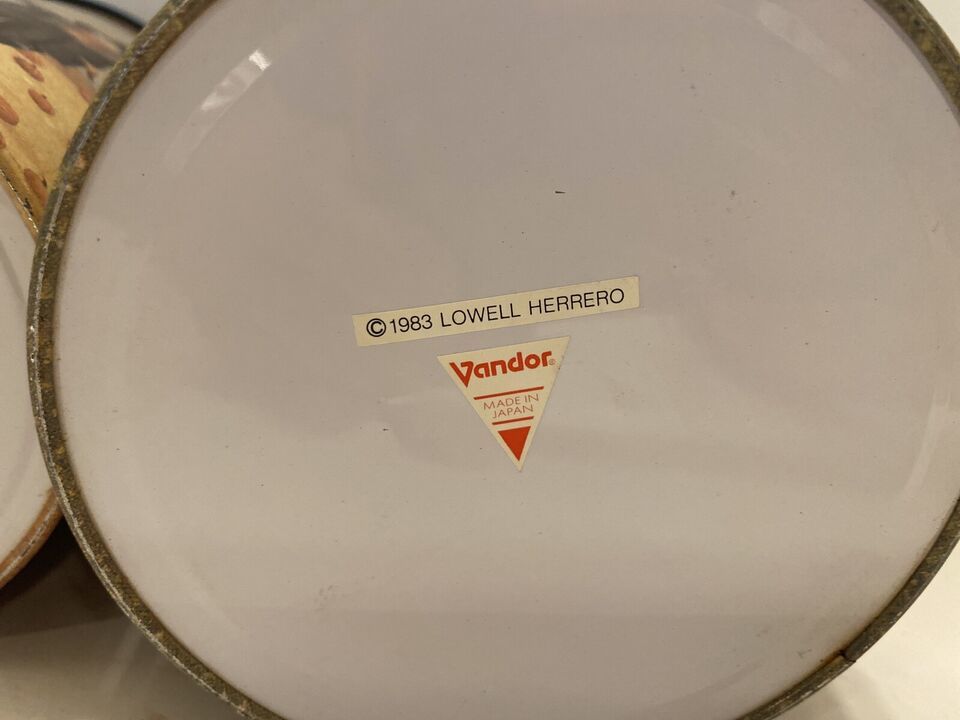 ©1983 LOWELL HERRERO
Vandor®
MADE IN
JAPAN